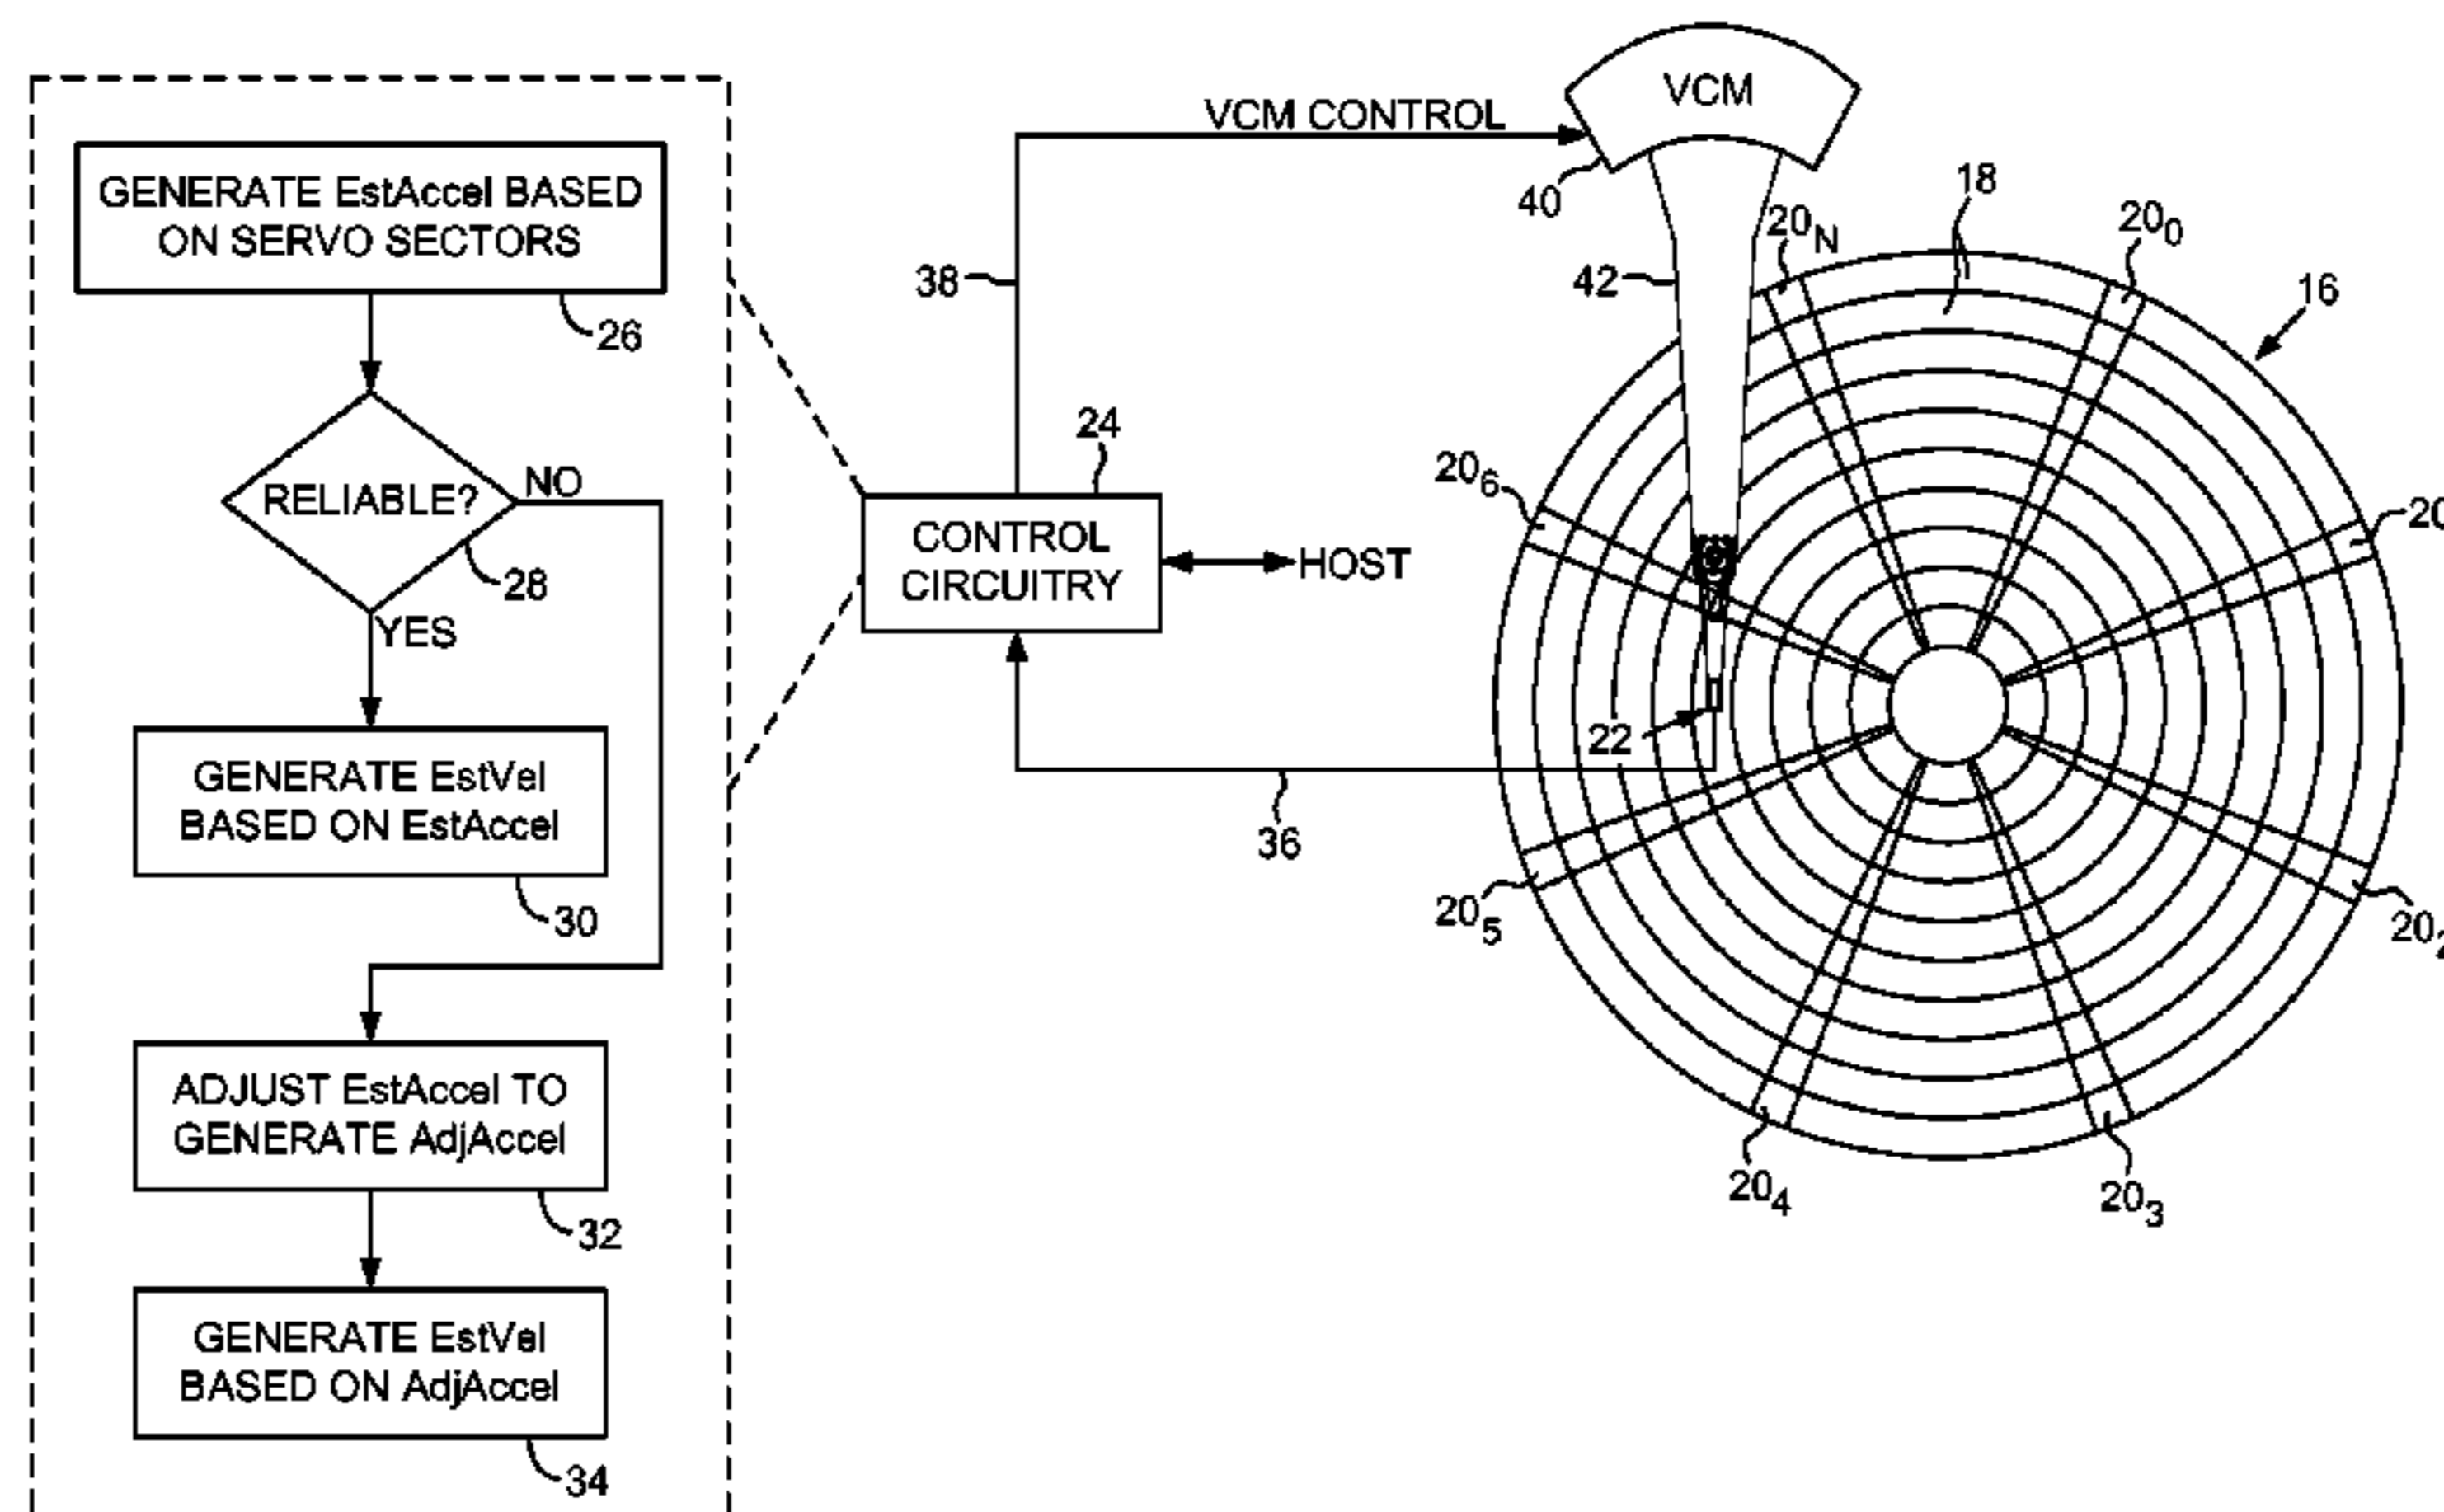 GENERATE EstAccel BASED
ON SERVO SECTORS
26
RELIABLE?
NO
28
YES
GENERATE EstVel
BASED ON EstAccel
30
ADJUST EstAccel TO
GENERATE AdjAccel
32
GENERATE EstVel
BASED ON AdjAccel
34
VCM CONTROL
VCM
40
38
42
24
CONTROL
CIRCUITRY
HOST
36
22
18
16
20N
200
20
202
203
204
205
206